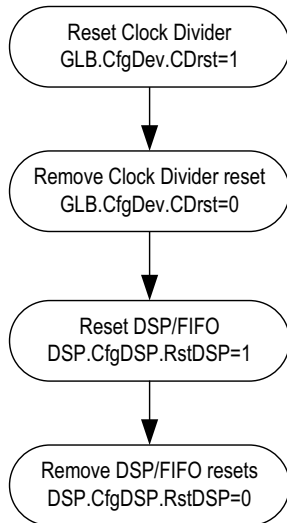 Reset Clock Divider
GLB.CfgDev.CDrst=1
Remove Clock Divider reset
GLB.CfgDev.CDrst=0
Reset DSP/FIFO
DSP.CfgDSP.RstDSP=1
Remove DSP/FIFO resets
DSP.CfgDSP.RstDSP=0